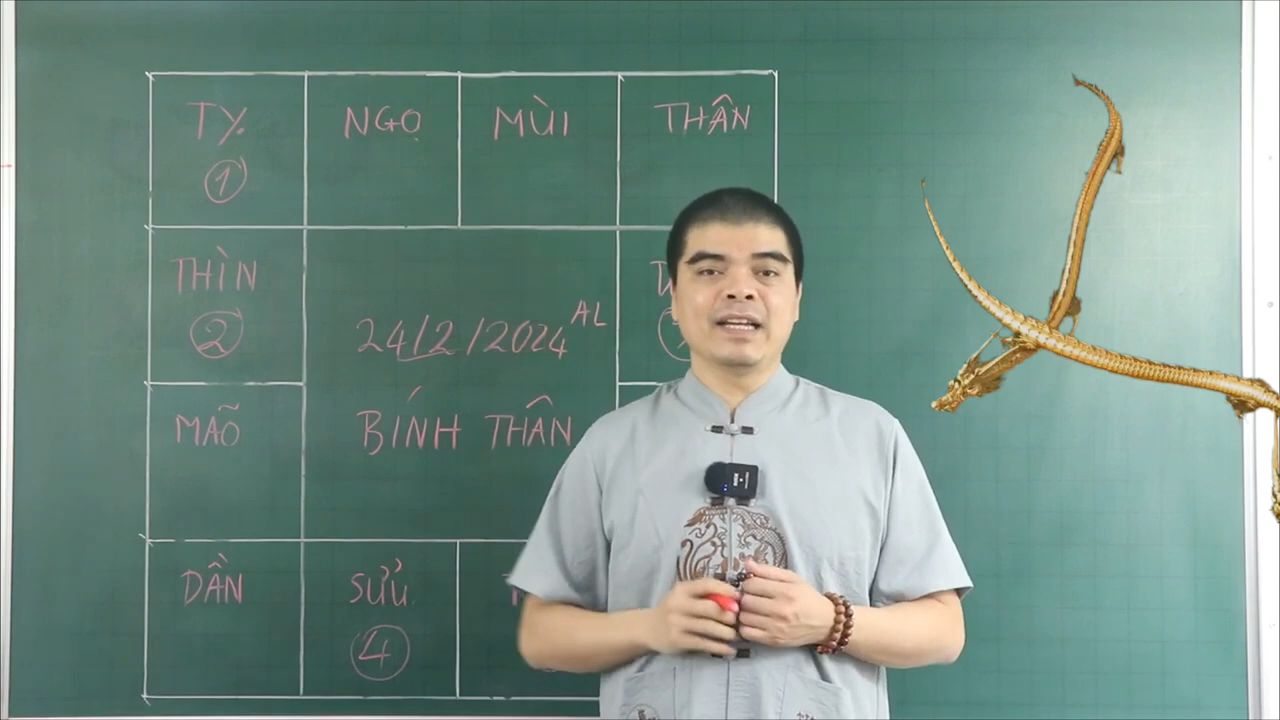 TỴ
NGỌ
MÙI
THÂN
1
THÌN
2
24/2/2024 AL
MÃO
BÍNH THÂN
DẦN
SỬU
4